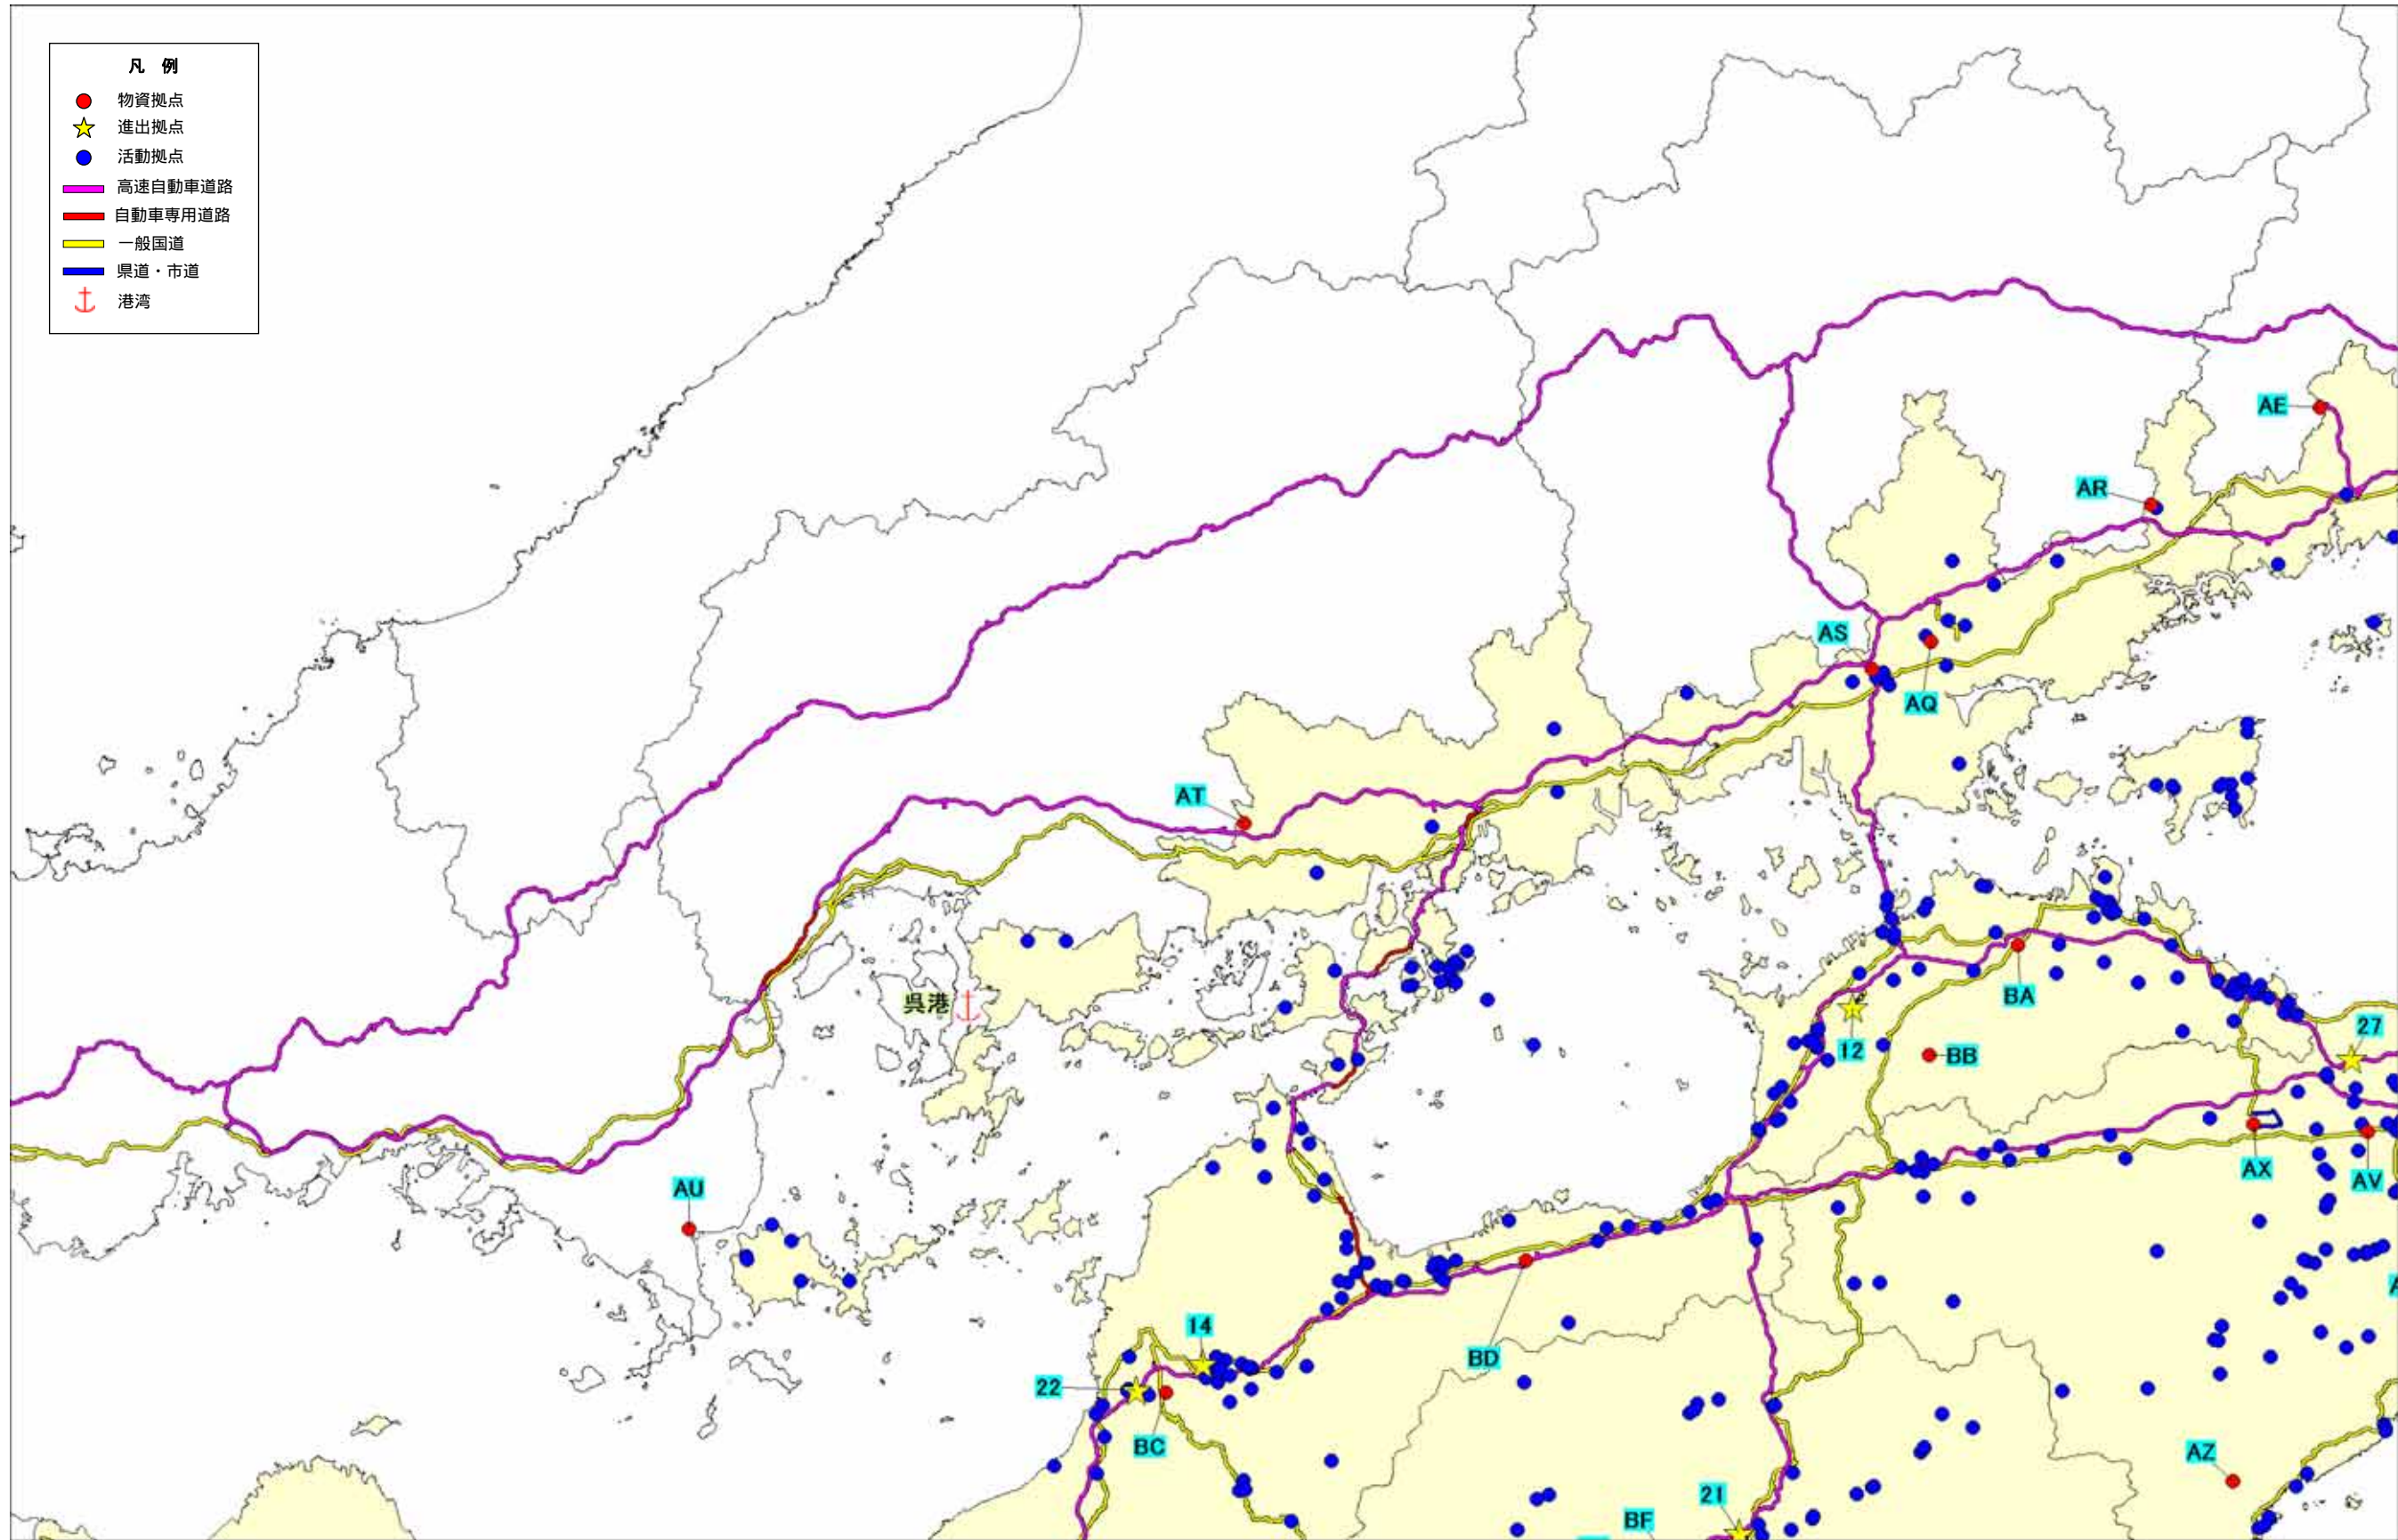 凡 例
物資拠点
進出拠点
活動拠点
高速自動車道路
自動車専用道路
一般国道
県道・市道
港湾
AE
AR
AS
AQ
AT
呉港
BA
12
BB
27
AU
AX
AV
14
BD
22
BC
AZ
21
BF